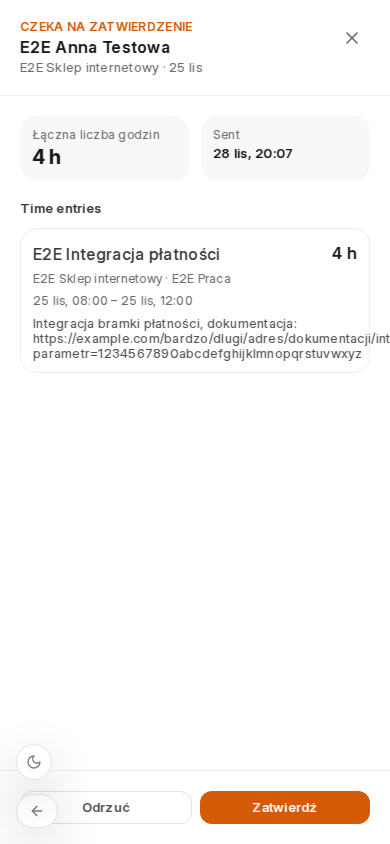 CZEKA NA ZATWIERDZENIE
E2E Anna Testowa
E2E Sklep internetowy · 25 lis
Łączna liczba godzin
4 h
Sent
28 lis, 20:07
Time entries
E2E Integracja płatności
4 h
E2E Sklep internetowy · E2E Praca
25 lis, 08:00 – 25 lis, 12:00
Integracja bramki płatności, dokumentacja:
https://example.com/bardzo/dlugi/adres/dokumentacji/int
parametr=1234567890abcdefghijklmnopqrstuvwxyz
Odrzuć
Zatwierdź